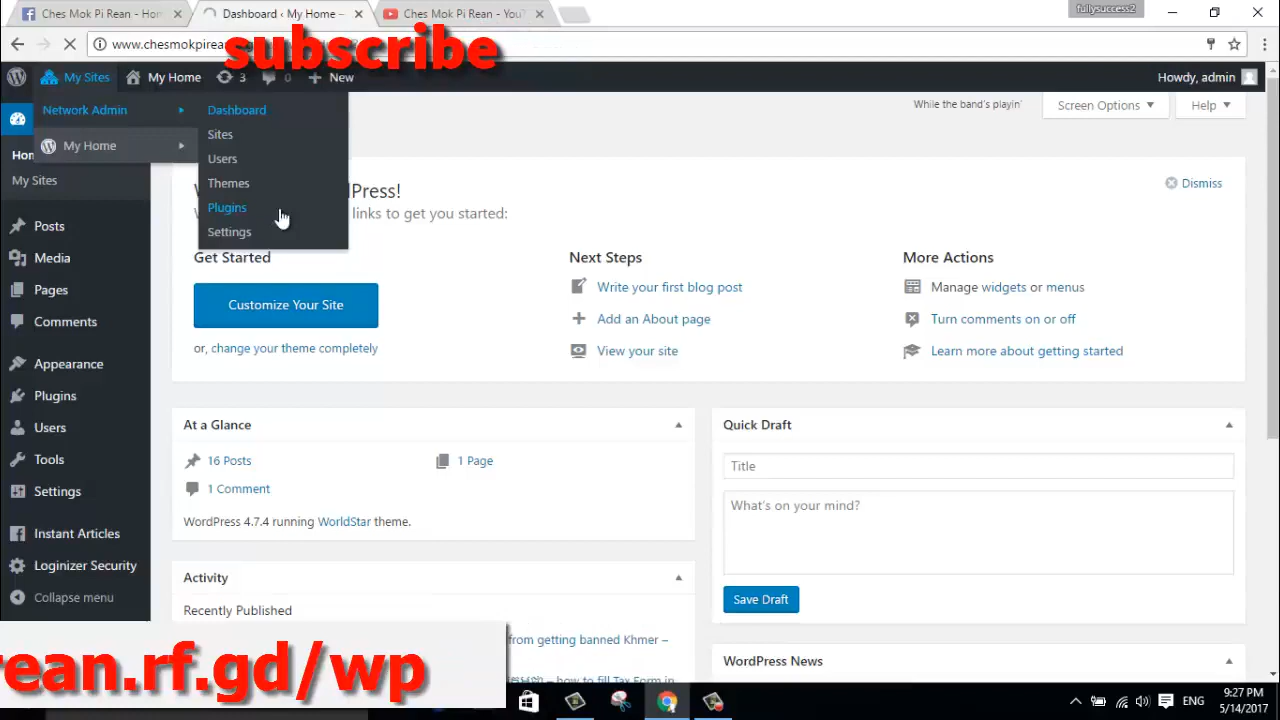 Ches Mok Pi Rean - Hom
Dashboard ‹ My Home –
Ches Mok Pi Rean - YouT
fullysuccess2
www.chesmokpirea
subscribe
My Sites
My Home
3
0
New
Howdy, admin
Network Admin
My Home
Dashboard
Sites
Users
Themes
Plugins
Settings
While the band's playin'
Screen Options
Help
Hom
My Sites
Posts
Media
Pages
Comments
Appearance
Plugins
Users
Tools
Settings
Instant Articles
Loginizer Security
Collapse menu
W
dPress!
links to get you started:
Dismiss
Get Started
Customize Your Site
or, change your theme completely
Next Steps
Write your first blog post
Add an About page
View your site
More Actions
Manage widgets or menus
Turn comments on or off
Learn more about getting started
At a Glance
16 Posts
1 Page
1 Comment
WordPress 4.7.4 running WorldStar theme.
Activity
Recently Published
from getting banned Khmer –
– how to fill Tax Form in
Quick Draft
Title
What's on your mind?
Save Draft
WordPress News
rean.rf.gd/wp
ENG
9:27 PM
5/14/2017